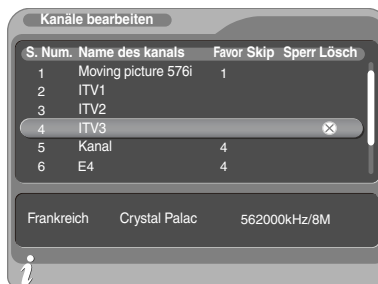 Kanäle bearbeiten
S. Num. Name des kanals Favor Skip Sperr Lösch
1 Moving picture 576i 1
2 ITV1
3 ITV2
4 ITV3
5 Kanal 4
6 E4 4
Frankreich Crystal Palac 562000kHz/8M
i